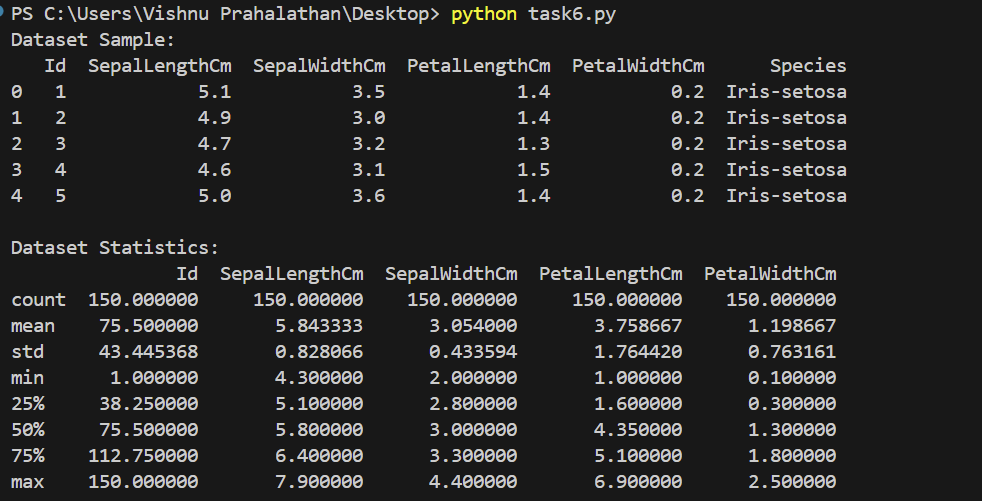 PS C:\Users\Vishnu Prahalathan\Desktop> python task6.py
Dataset Sample:
   Id  SepalLengthCm  SepalWidthCm  PetalLengthCm  PetalWidthCm      Species
0   1            5.1           3.5            1.4           0.2  Iris-setosa
1   2            4.9           3.0            1.4           0.2  Iris-setosa
2   3            4.7           3.2            1.3           0.2  Iris-setosa
3   4            4.6           3.1            1.5           0.2  Iris-setosa
4   5            5.0           3.6            1.4           0.2  Iris-setosa

Dataset Statistics:
               Id  SepalLengthCm  SepalWidthCm  PetalLengthCm  PetalWidthCm
count  150.000000     150.000000    150.000000     150.000000    150.000000
mean    75.500000       5.843333      3.054000       3.758667      1.198667
std     43.445368       0.828066      0.433594       1.764420      0.763161
min      1.000000       4.300000      2.000000       1.000000      0.100000
25%     38.250000       5.100000      2.800000       1.600000      0.300000
50%     75.500000       5.800000      3.000000       4.350000      1.300000
75%    112.750000       6.400000      3.300000       5.100000      1.800000
max    150.000000       7.900000      4.400000       6.900000      2.500000